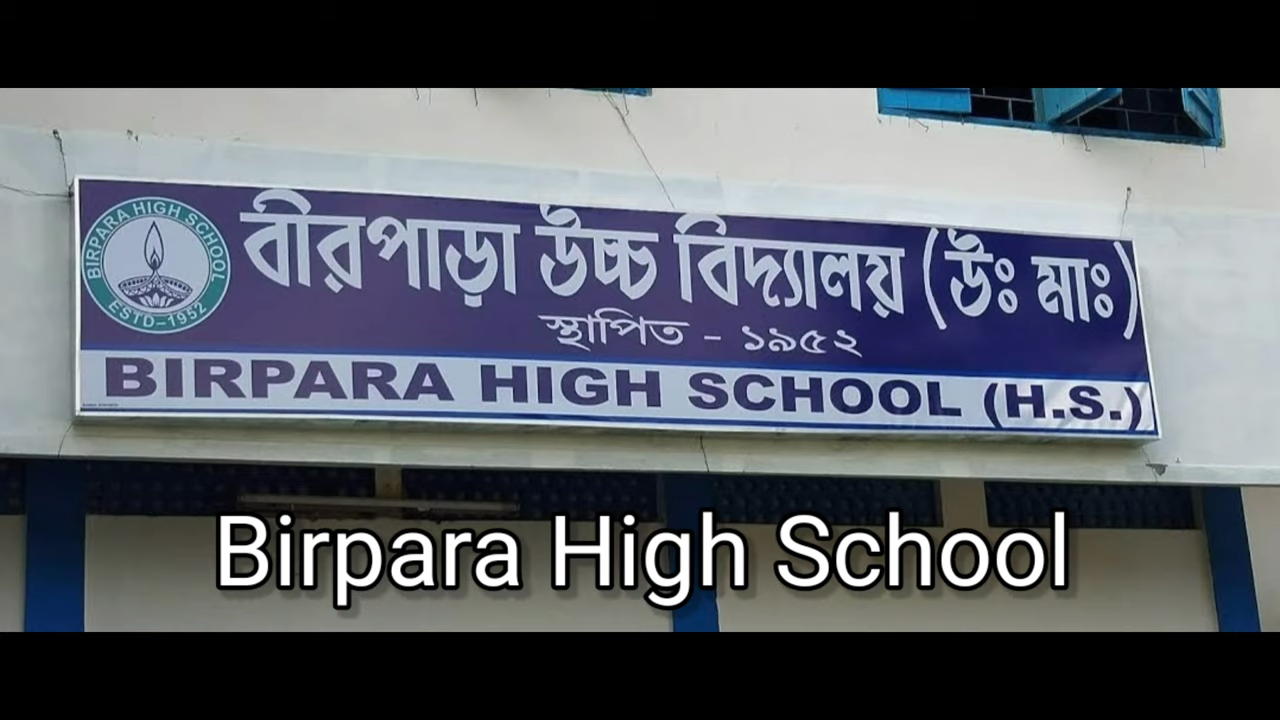 BIRPARA HIGH SCHOOL
ESTD-1952
বীরপাড়া উচ্চ বিদ্যালয় (উঃ মাঃ)
স্থাপিত - ১৯৫২
BIRPARA HIGH SCHOOL (H.S.)
Birpara High School